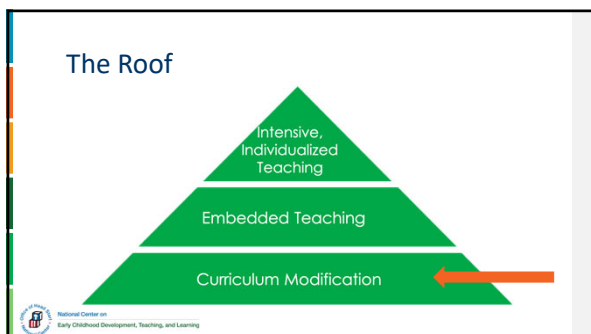 The Roof
Intensive,
Individualized
Teaching
Embedded Teaching
Curriculum Modification
National Center on
Early Childhood Development, Teaching, and Learning